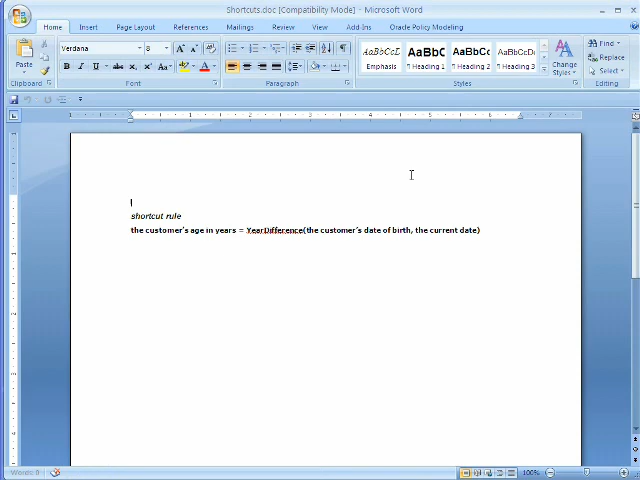 Shortcuts.doc [Compatibility Mode] - Microsoft Word
Home Insert Page Layout References Mailings Review View Add-Ins Oracle Policy Modeling
Verdana 8
Paste
AaBbCcL AaBbC AaBbCc AaBbCcDc
Emphasis ¶ Heading 1 ¶ Heading 2 ¶ Heading 3
Change Styles
Find
Replace
Select
Clipboard Font Paragraph Styles Editing
shortcut rule
the customer's age in years = YearDifference(the customer's date of birth, the current date)
Words: 0
100%